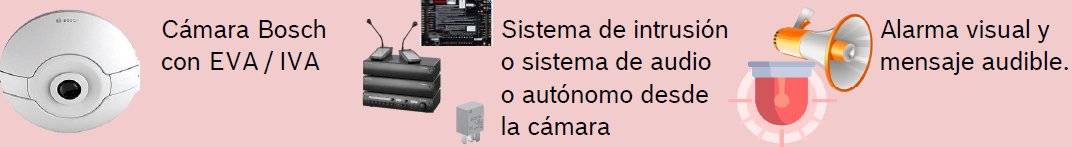 BOSCH
Cámara Bosch
con EVA / IVA
Sistema de intrusión
o sistema de audio
o autónomo desde
la cámara
Alarma visual y
mensaje audible.